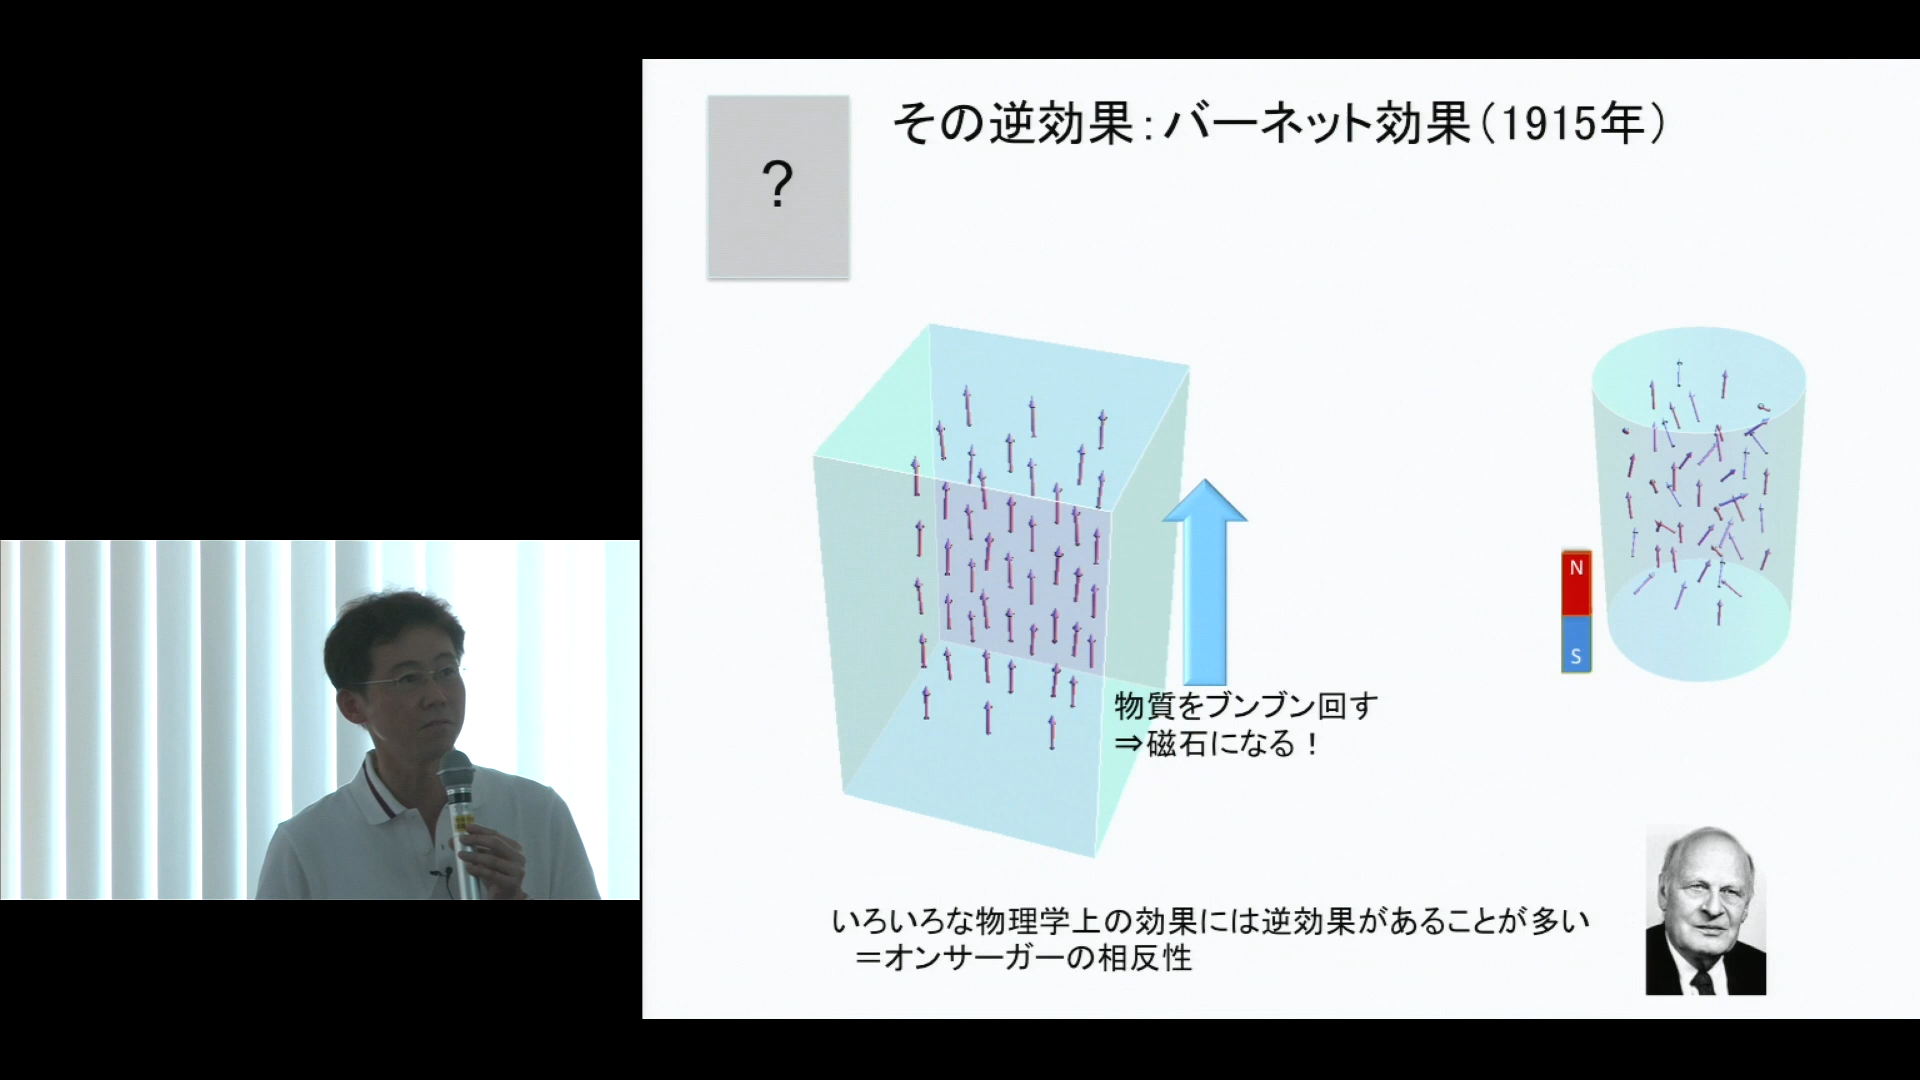 ?
その逆効果：バーネット効果（1915年）
N
S
物質をブンブン回す
⇒磁石になる！
いろいろな物理学上の効果には逆効果があることが多い
＝オンサーガーの相反性